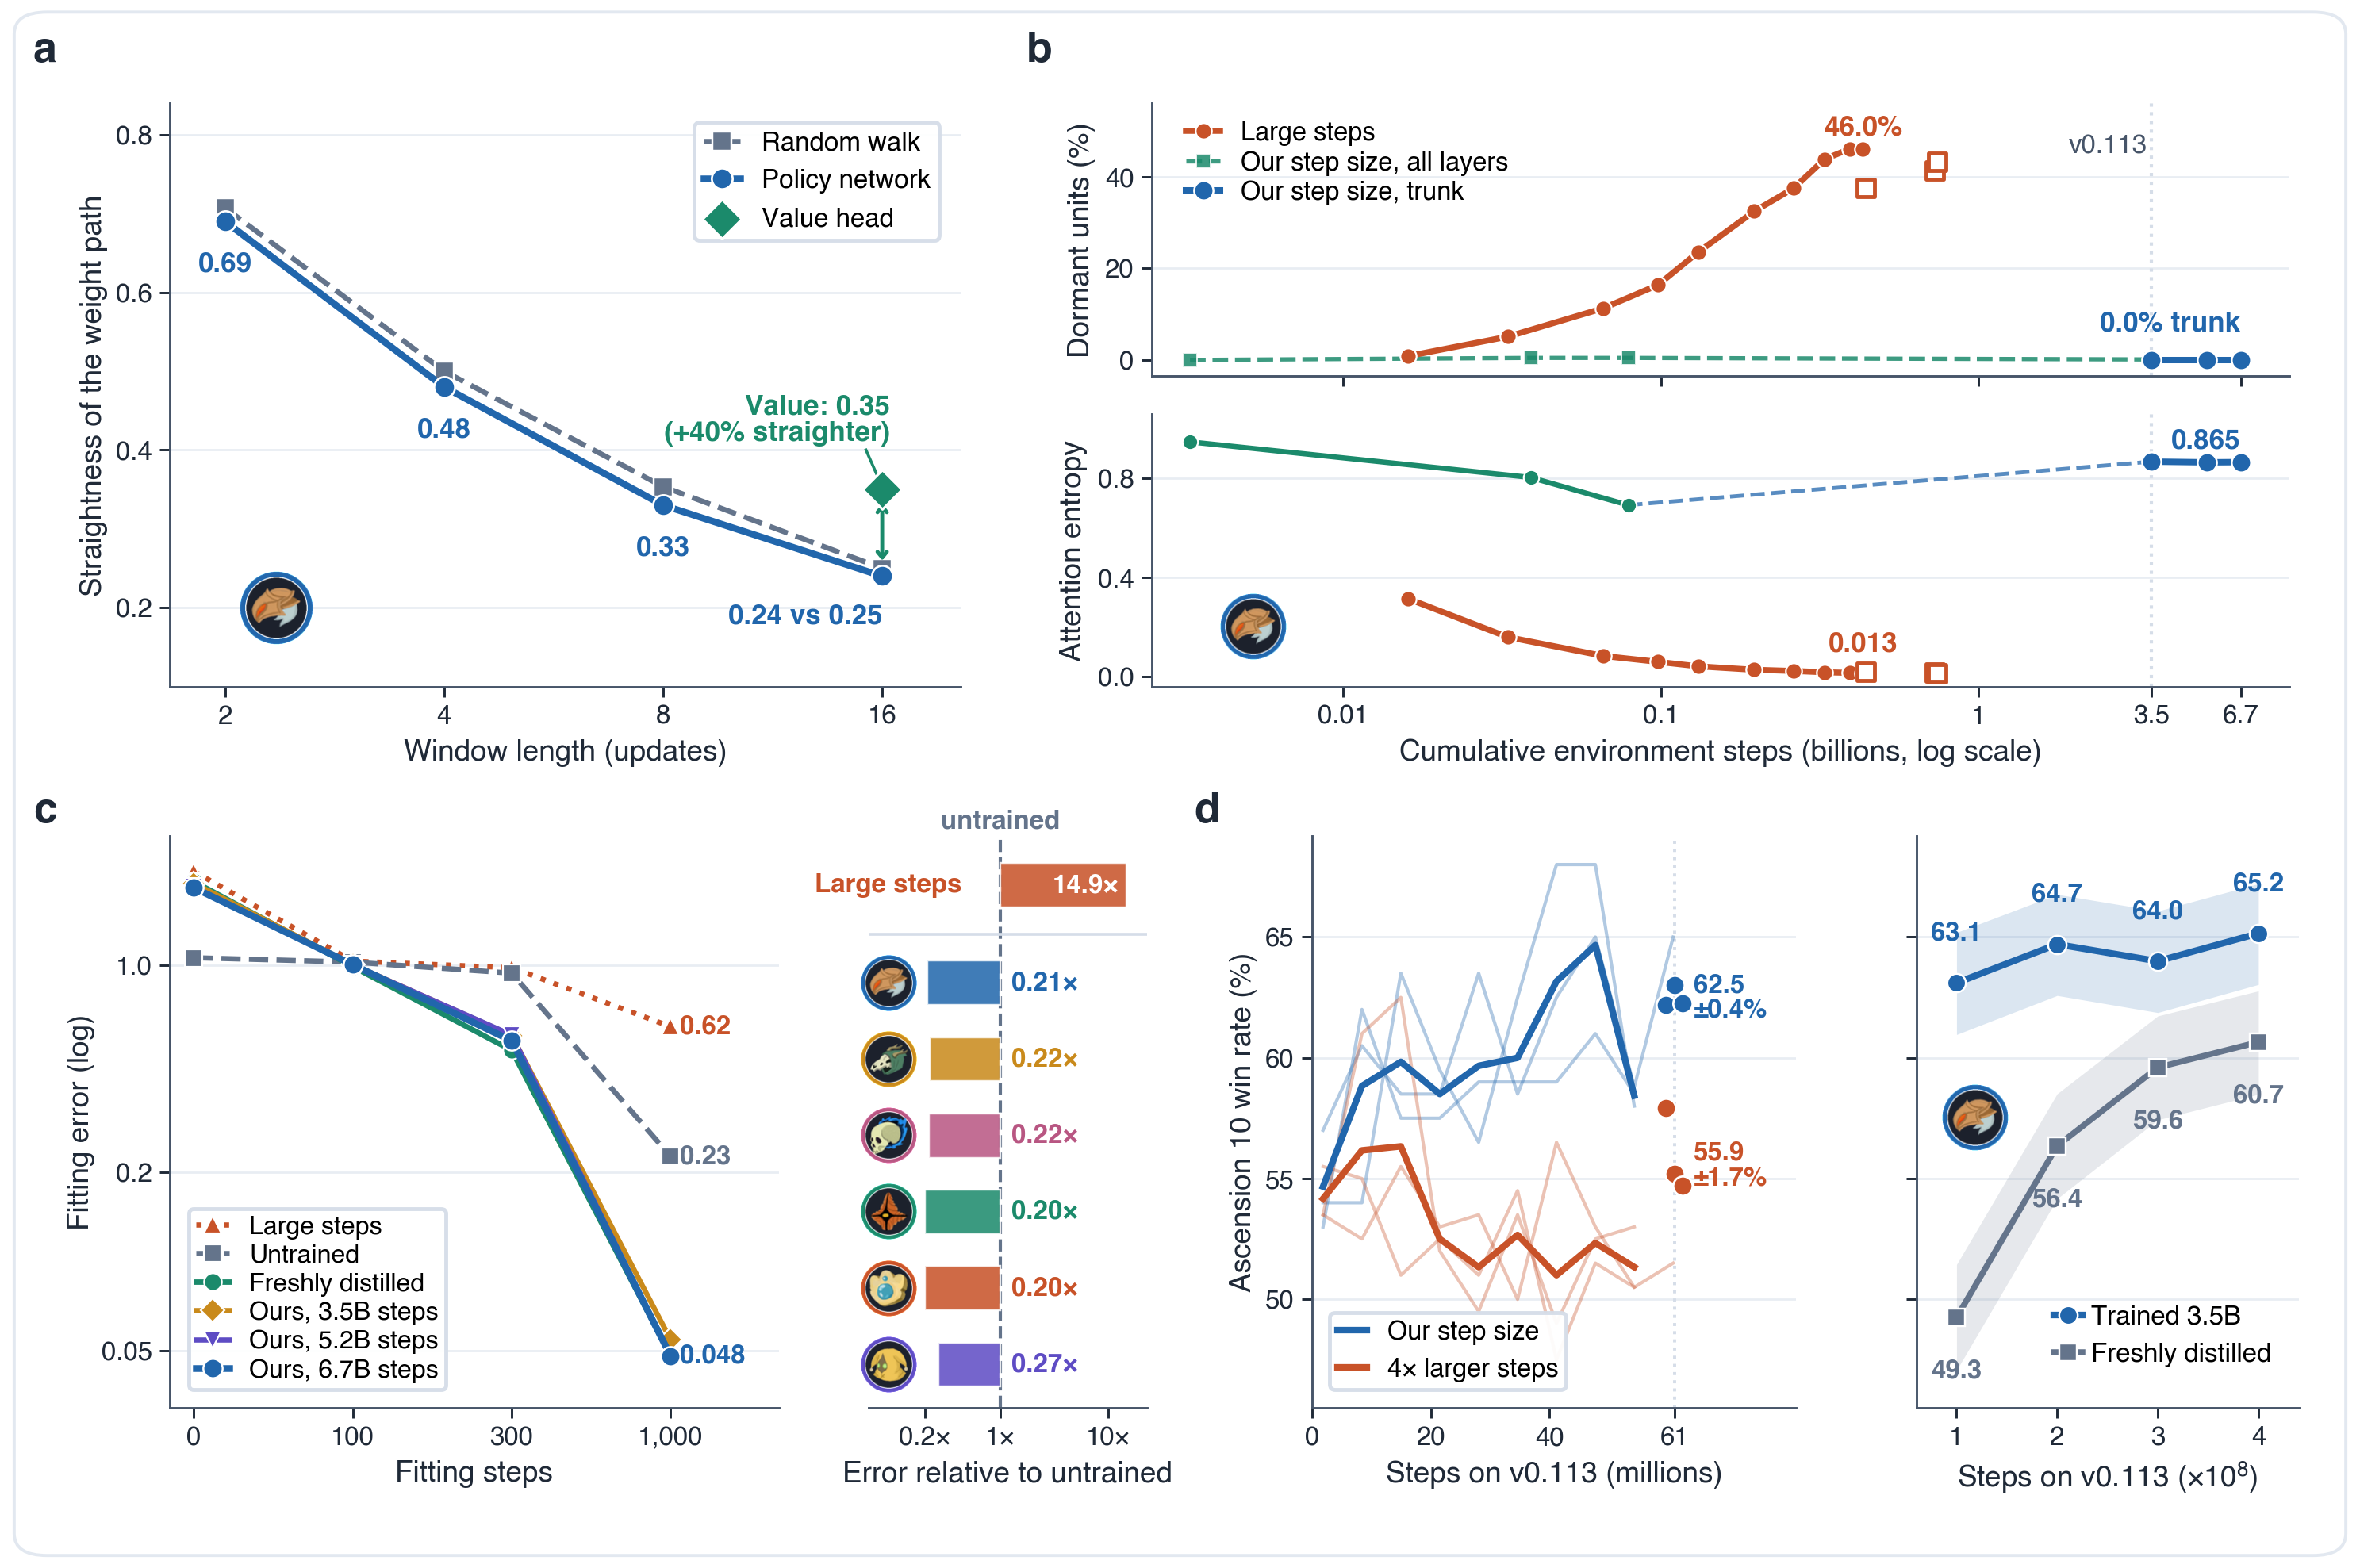 a
0.8
0.6
0.4
0.2
Straightness of the weight path
Random walk
Policy network
Value head
0.69
0.48
0.33
Value: 0.35
(+40% straighter)
0.24 vs 0.25
2
4
8
16
Window length (updates)
b
Dormant units (%)
40
20
0
Large steps
Our step size, all layers
Our step size, trunk
46.0%
v0.113
0.0% trunk
Attention entropy
0.8
0.4
0.0
0.865
0.013
0.01
0.1
1
3.5
6.7
Cumulative environment steps (billions, log scale)
c
Fitting error (log)
1.0
0.2
0.05
0.62
0.23
0.048
Large steps
Untrained
Freshly distilled
Ours, 3.5B steps
Ours, 5.2B steps
Ours, 6.7B steps
0
100
300
1,000
Fitting steps
untrained
Large steps
14.9×
0.21×
0.22×
0.22×
0.20×
0.20×
0.27×
0.2×
1×
10×
Error relative to untrained
d
Ascension 10 win rate (%)
65
60
55
50
62.5
±0.4%
55.9
±1.7%
Our step size
4× larger steps
0
20
40
61
Steps on v0.113 (millions)
63.1
64.7
64.0
65.2
49.3
56.4
59.6
60.7
Trained 3.5B
Freshly distilled
1
2
3
4
Steps on v0.113 (×10⁸)